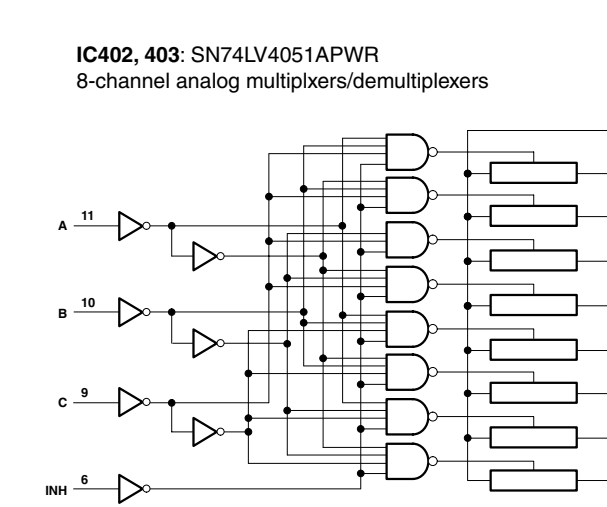 IC402, 403: SN74LV4051APWR
8-channel analog multiplxers/demultiplexers
A 11
B 10
C 9
INH 6